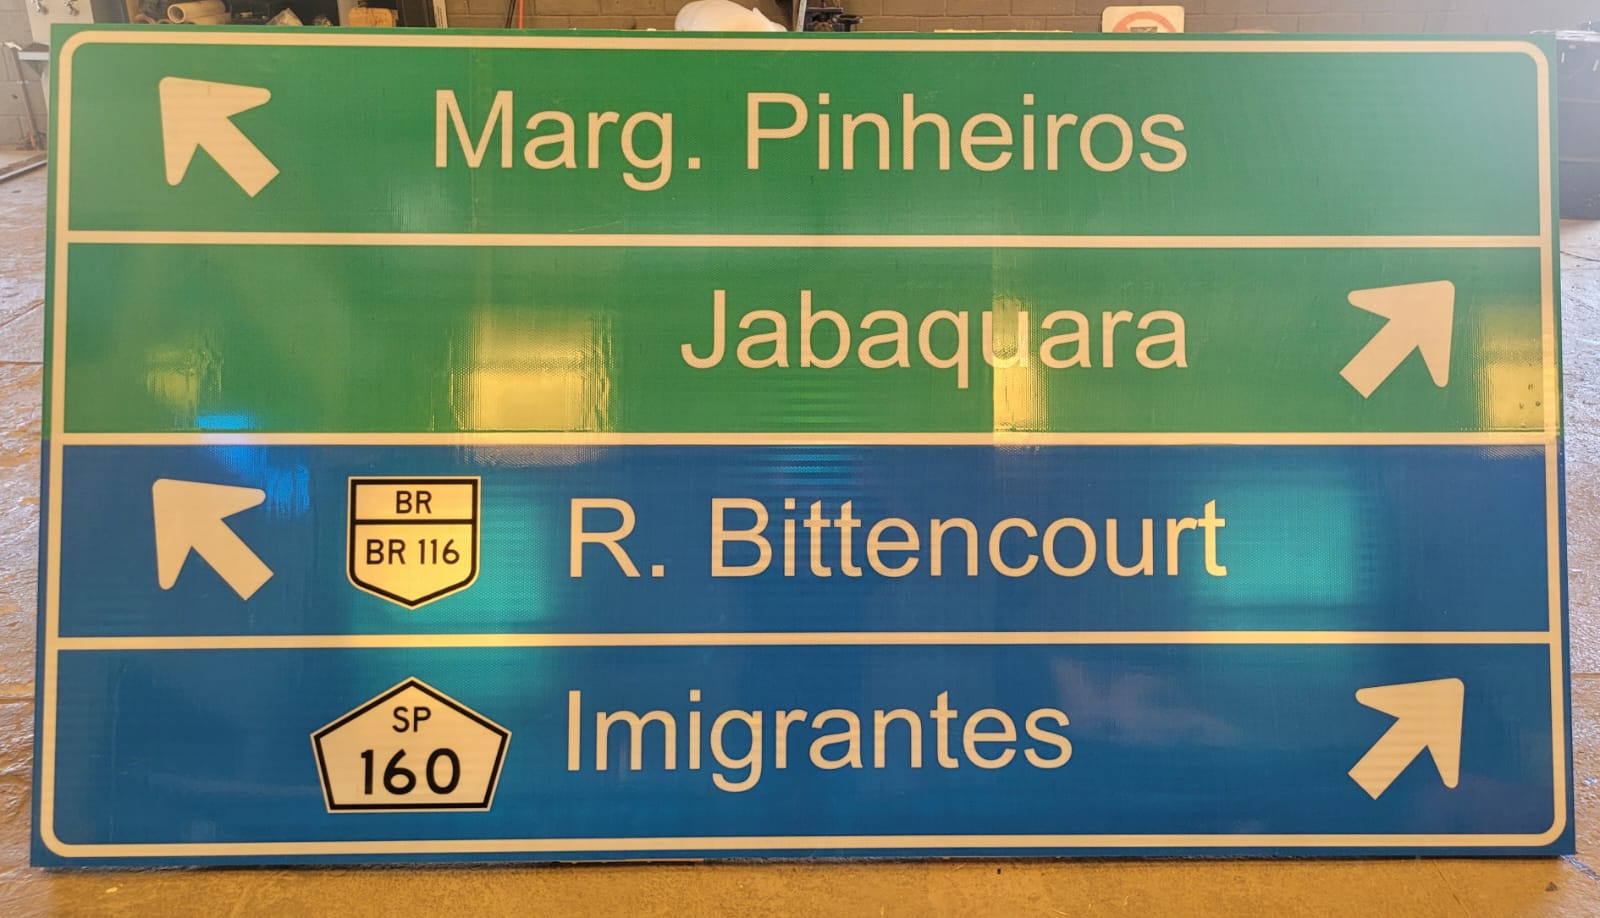 Marg. Pinheiros
Jabaquara
BR
BR 116
R. Bittencourt
SP
160
Imigrantes